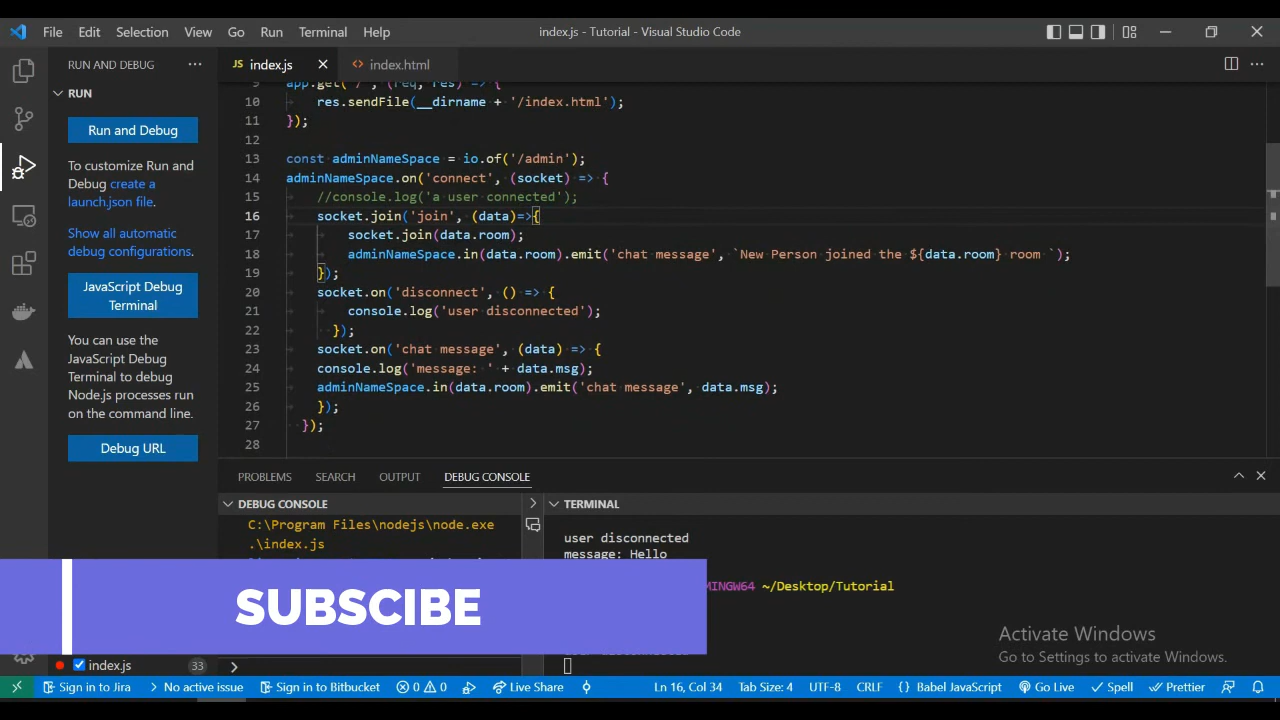 File Edit Selection View Go Run Terminal Help
index.js - Tutorial - Visual Studio Code
RUN AND DEBUG ···
JS index.js
<> index.html
RUN
Run and Debug
To customize Run and
Debug create a
launch.json file.
Show all automatic
debug configurations.
JavaScript Debug
Terminal
You can use the
JavaScript Debug
Terminal to debug
Node.js processes run
on the command line.
Debug URL
9 app.get('/', (req, res) => {
10 res.sendFile(__dirname + '/index.html');
11 });
12
13 const adminNameSpace = io.of('/admin');
14 adminNameSpace.on('connect', (socket) => {
15 //console.log('a user connected');
16 socket.join('join', (data)=>{
17 socket.join(data.room);
18 adminNameSpace.in(data.room).emit('chat message', `New Person joined the ${data.room} room `);
19 });
20 socket.on('disconnect', () => {
21 console.log('user disconnected');
22 });
23 socket.on('chat message', (data) => {
24 console.log('message: ' + data.msg);
25 adminNameSpace.in(data.room).emit('chat message', data.msg);
26 });
27 });
28
PROBLEMS SEARCH OUTPUT DEBUG CONSOLE
DEBUG CONSOLE
C:\Program Files\nodejs\node.exe
.\index.js
TERMINAL
user disconnected
message: Hello
MINGW64 ~/Desktop/Tutorial
SUBSCIBE
Activate Windows
Go to Settings to activate Windows.
index.js 33
Sign in to Jira No active issue Sign in to Bitbucket 0 0 Live Share Ln 16, Col 34 Tab Size: 4 UTF-8 CRLF {} Babel JavaScript Go Live Spell Prettier